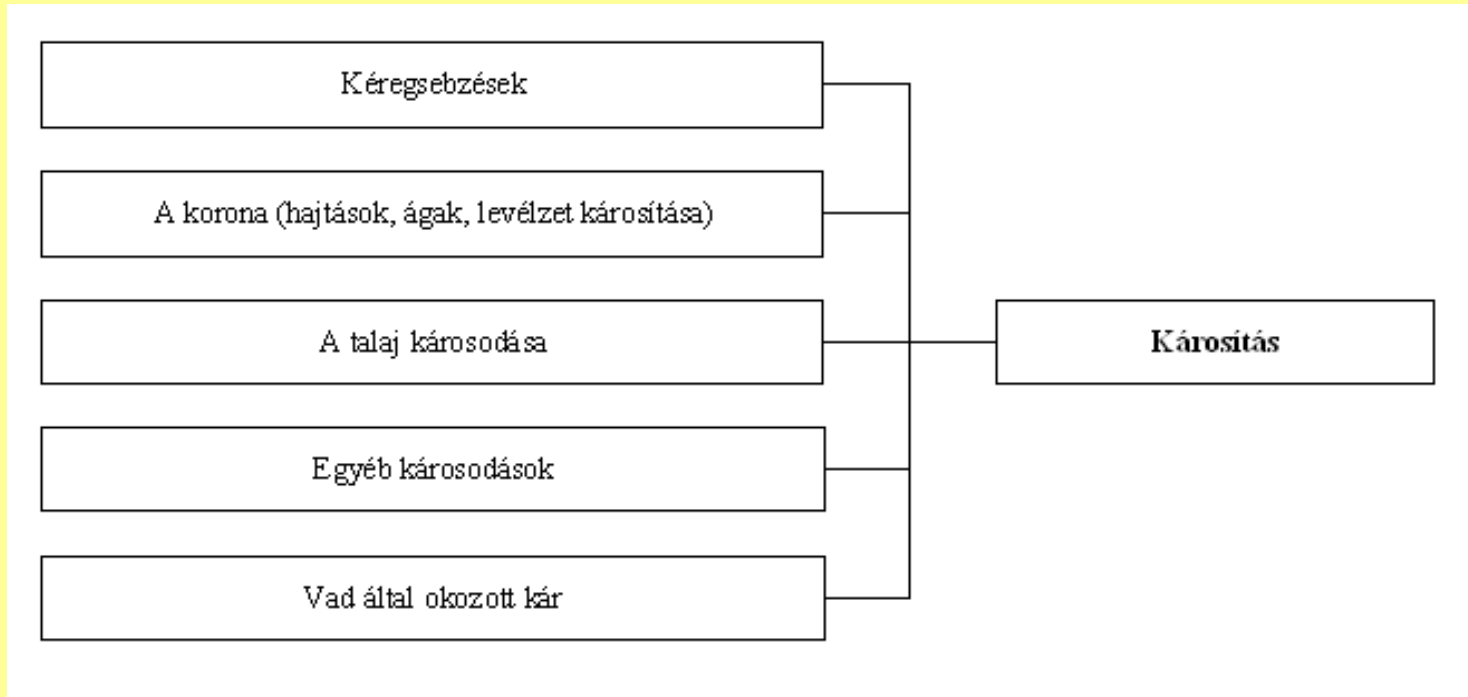 Kéregsebzések
A korona (hajtások, ágak, levélzet károsítása)
A talaj károsodása
Károsítás
Egyéb károsodások
Vad által okozott kár